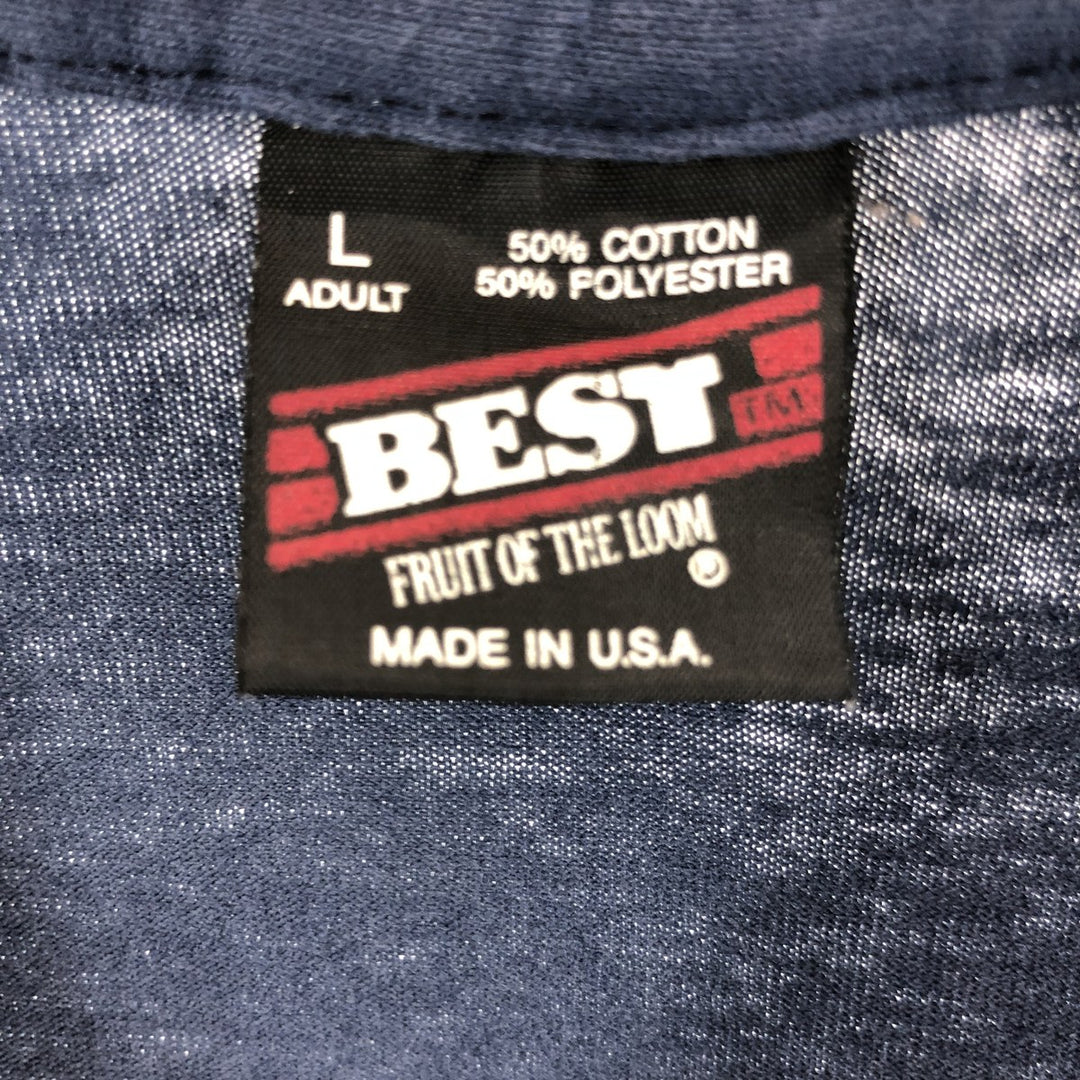 L
ADULT
50% COTTON
50% POLYESTER
BEST TM
FRUIT OF THE LOOM
®
MADE IN U.S.A.